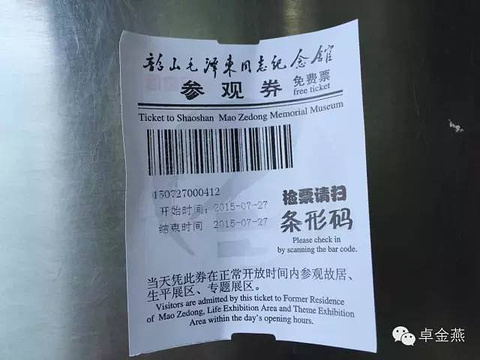 韶山毛泽东同志纪念馆
参观券 免费票
free ticket
Ticket to Shaoshan Mao Zedong Memorial Museum
150727000412
开始时间：2015-07-27
结束时间 2015-07-27
检票请扫
条形码
Please check in
by scanning the bar code.
当天凭此券在正常开放时间内参观故居、
生平展区、专题展区。
Visitors are admitted by this ticket to Former Residence
of Mao Zedong, Life Exhibition Area and Theme Exhibition
Area within the day's opening hours.
卓金燕